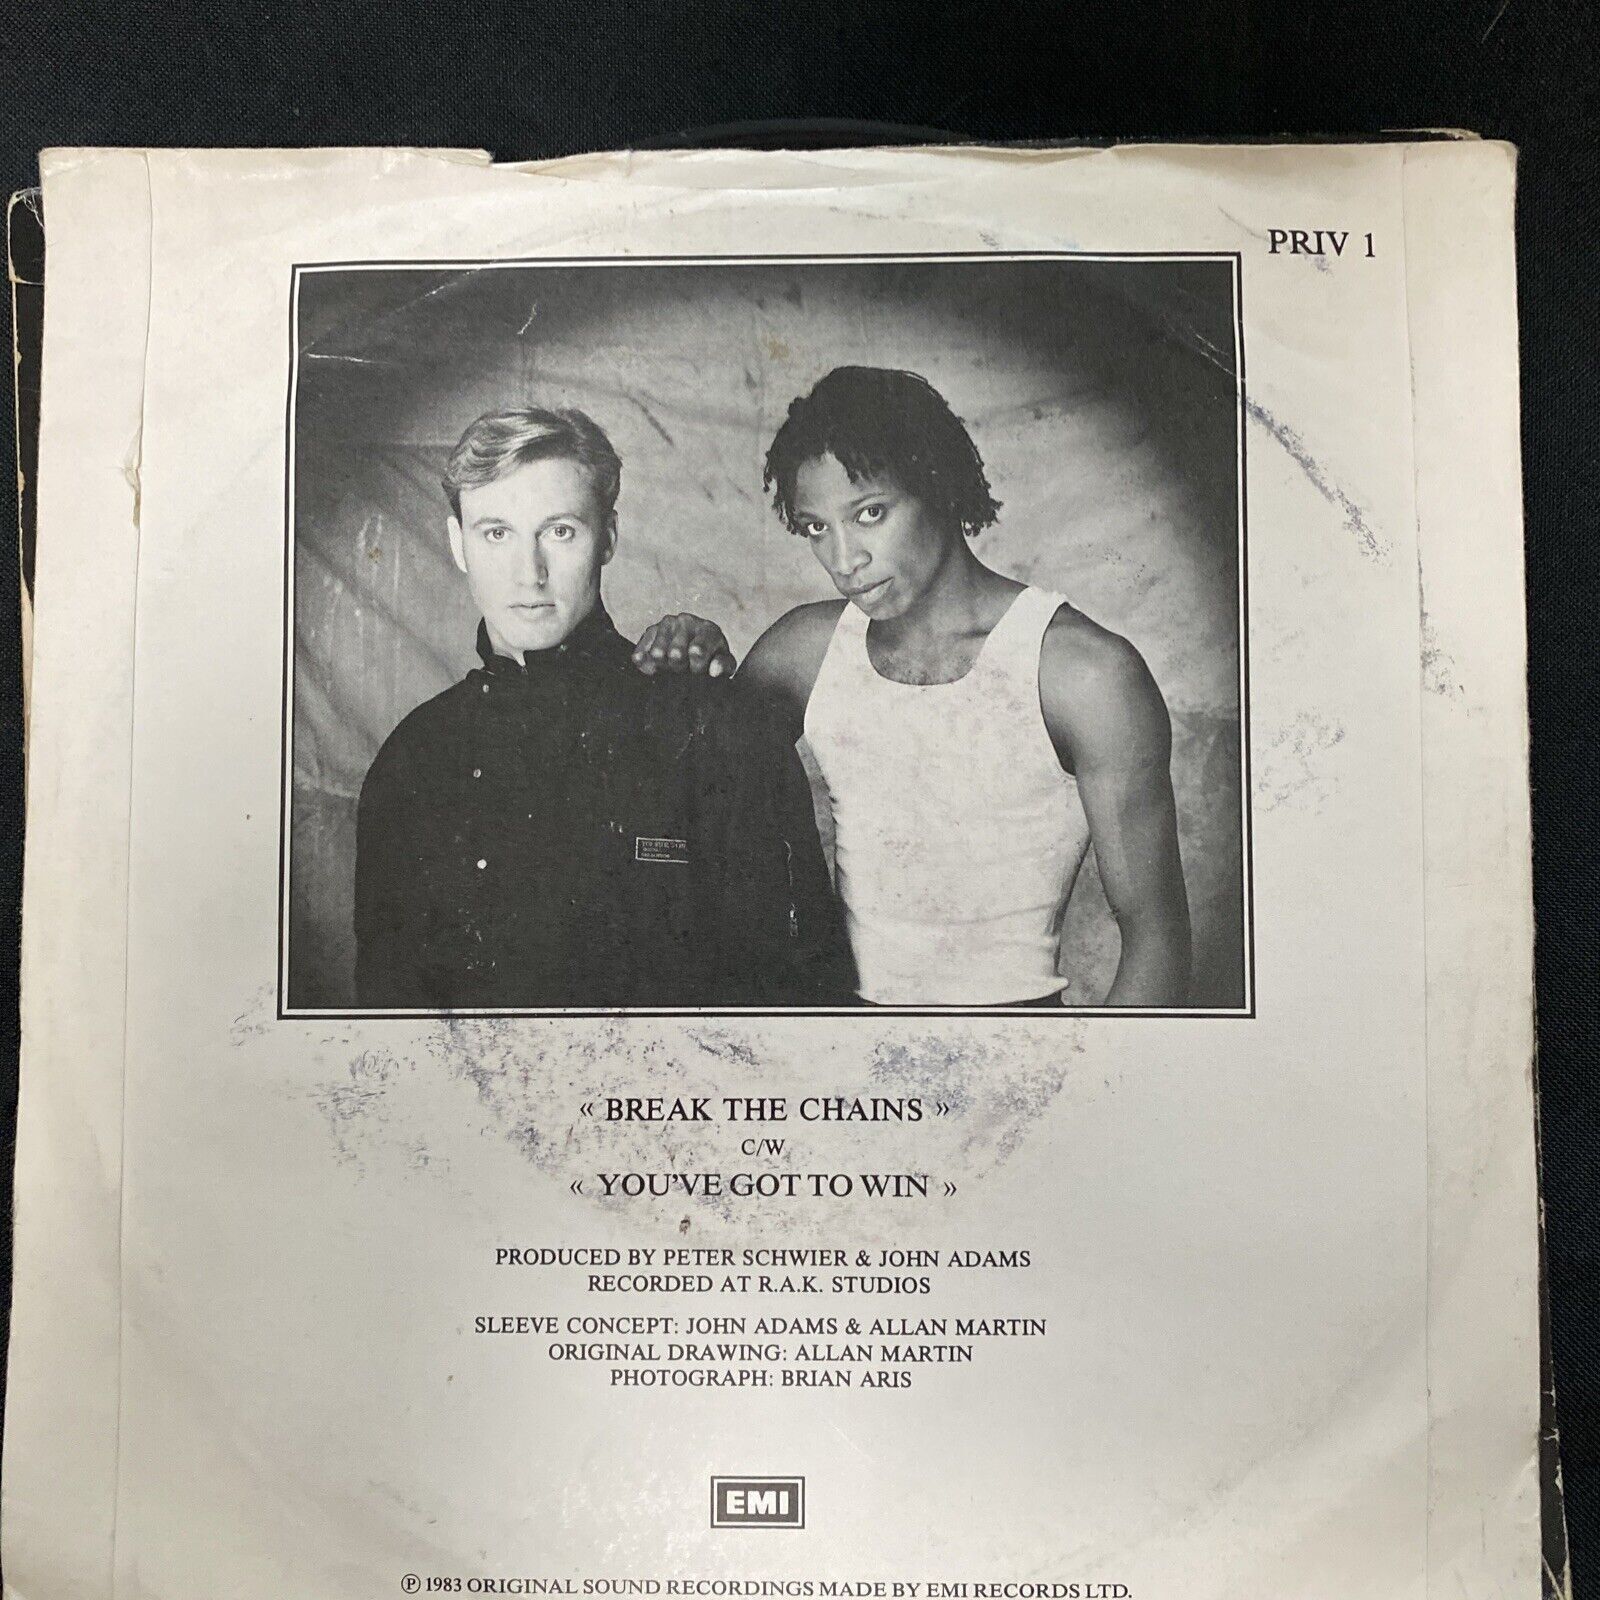 PRIV 1
« BREAK THE CHAINS »
C/W
« YOU'VE GOT TO WIN »
PRODUCED BY PETER SCHWIER & JOHN ADAMS
RECORDED AT R.A.K. STUDIOS
SLEEVE CONCEPT: JOHN ADAMS & ALLAN MARTIN
ORIGINAL DRAWING: ALLAN MARTIN
PHOTOGRAPH: BRIAN ARIS
EMI
Ⓟ 1983 ORIGINAL SOUND RECORDINGS MADE BY EMI RECORDS LTD.